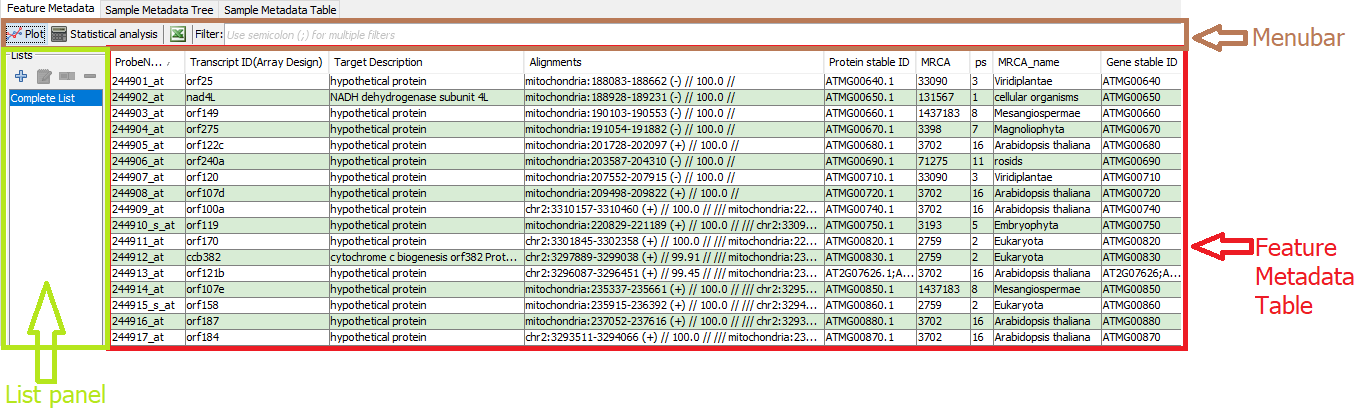 Feature Metadata Sample Metadata Tree Sample Metadata Table
Plot Statistical analysis Filter: Use semicolon (;) for multiple filters
Menubar
Lists
Complete List
ProbeN... Transcript ID(Array Design) Target Description Alignments Protein stable ID MRCA ps MRCA_name Gene stable ID
244901_at orf25 hypothetical protein mitochondria:188083-188662 (-) // 100.0 // ATMG00640.1 33090 3 Viridiplantae ATMG00640
244902_at nad4L NADH dehydrogenase subunit 4L mitochondria:188928-189231 (-) // 100.0 // ATMG00650.1 131567 1 cellular organisms ATMG00650
244903_at orf149 hypothetical protein mitochondria:190103-190553 (-) // 100.0 // ATMG00660.1 1437183 8 Mesangiospermae ATMG00660
244904_at orf275 hypothetical protein mitochondria:191054-191882 (-) // 100.0 // ATMG00670.1 3398 7 Magnoliophyta ATMG00670
244905_at orf122c hypothetical protein mitochondria:201728-202097 (+) // 100.0 // ATMG00680.1 3702 16 Arabidopsis thaliana ATMG00680
244906_at orf240a hypothetical protein mitochondria:203587-204310 (-) // 100.0 // ATMG00690.1 71275 11 rosids ATMG00690
244907_at orf120 hypothetical protein mitochondria:207552-207915 (-) // 100.0 // ATMG00710.1 33090 3 Viridiplantae ATMG00710
244908_at orf107d hypothetical protein mitochondria:209498-209822 (+) // 100.0 // ATMG00720.1 3702 16 Arabidopsis thaliana ATMG00720
244909_at orf100a hypothetical protein chr2:3310157-3310460 (+) // 100.0 // /// mitochondria:22... ATMG00740.1 3702 16 Arabidopsis thaliana ATMG00740
244910_s_at orf119 hypothetical protein mitochondria:220829-221189 (+) // 100.0 // /// chr2:3309... ATMG00750.1 3193 5 Embryophyta ATMG00750
244911_at orf170 hypothetical protein chr2:3301845-3302358 (+) // 100.0 // /// mitochondria:22... ATMG00820.1 2759 2 Eukaryota ATMG00820
244912_at ccb382 cytochrome c biogenesis orf382 Prot... chr2:3297889-3299038 (+) // 99.91 // /// mitochondria:23... ATMG00830.1 2759 2 Eukaryota ATMG00830
244913_at orf121b hypothetical protein chr2:3296087-3296451 (+) // 99.45 // /// mitochondria:23... AT2G07626.1;A... 3702 16 Arabidopsis thaliana AT2G07626;A...
244914_at orf107e hypothetical protein mitochondria:235337-235661 (+) // 100.0 // /// chr2:3295... ATMG00850.1 1437183 8 Mesangiospermae ATMG00850
244915_s_at orf158 hypothetical protein mitochondria:235915-236392 (+) // 100.0 // /// chr2:3294... ATMG00860.1 2759 2 Eukaryota ATMG00860
244916_at orf187 hypothetical protein mitochondria:237052-237616 (+) // 100.0 // /// chr2:3293... ATMG00880.1 3702 16 Arabidopsis thaliana ATMG00880
244917_at orf184 hypothetical protein chr2:3293511-3294066 (+) // 100.0 // /// mitochondria:23... ATMG00870.1 3702 16 Arabidopsis thaliana ATMG00870
Feature
Metadata
Table
List panel